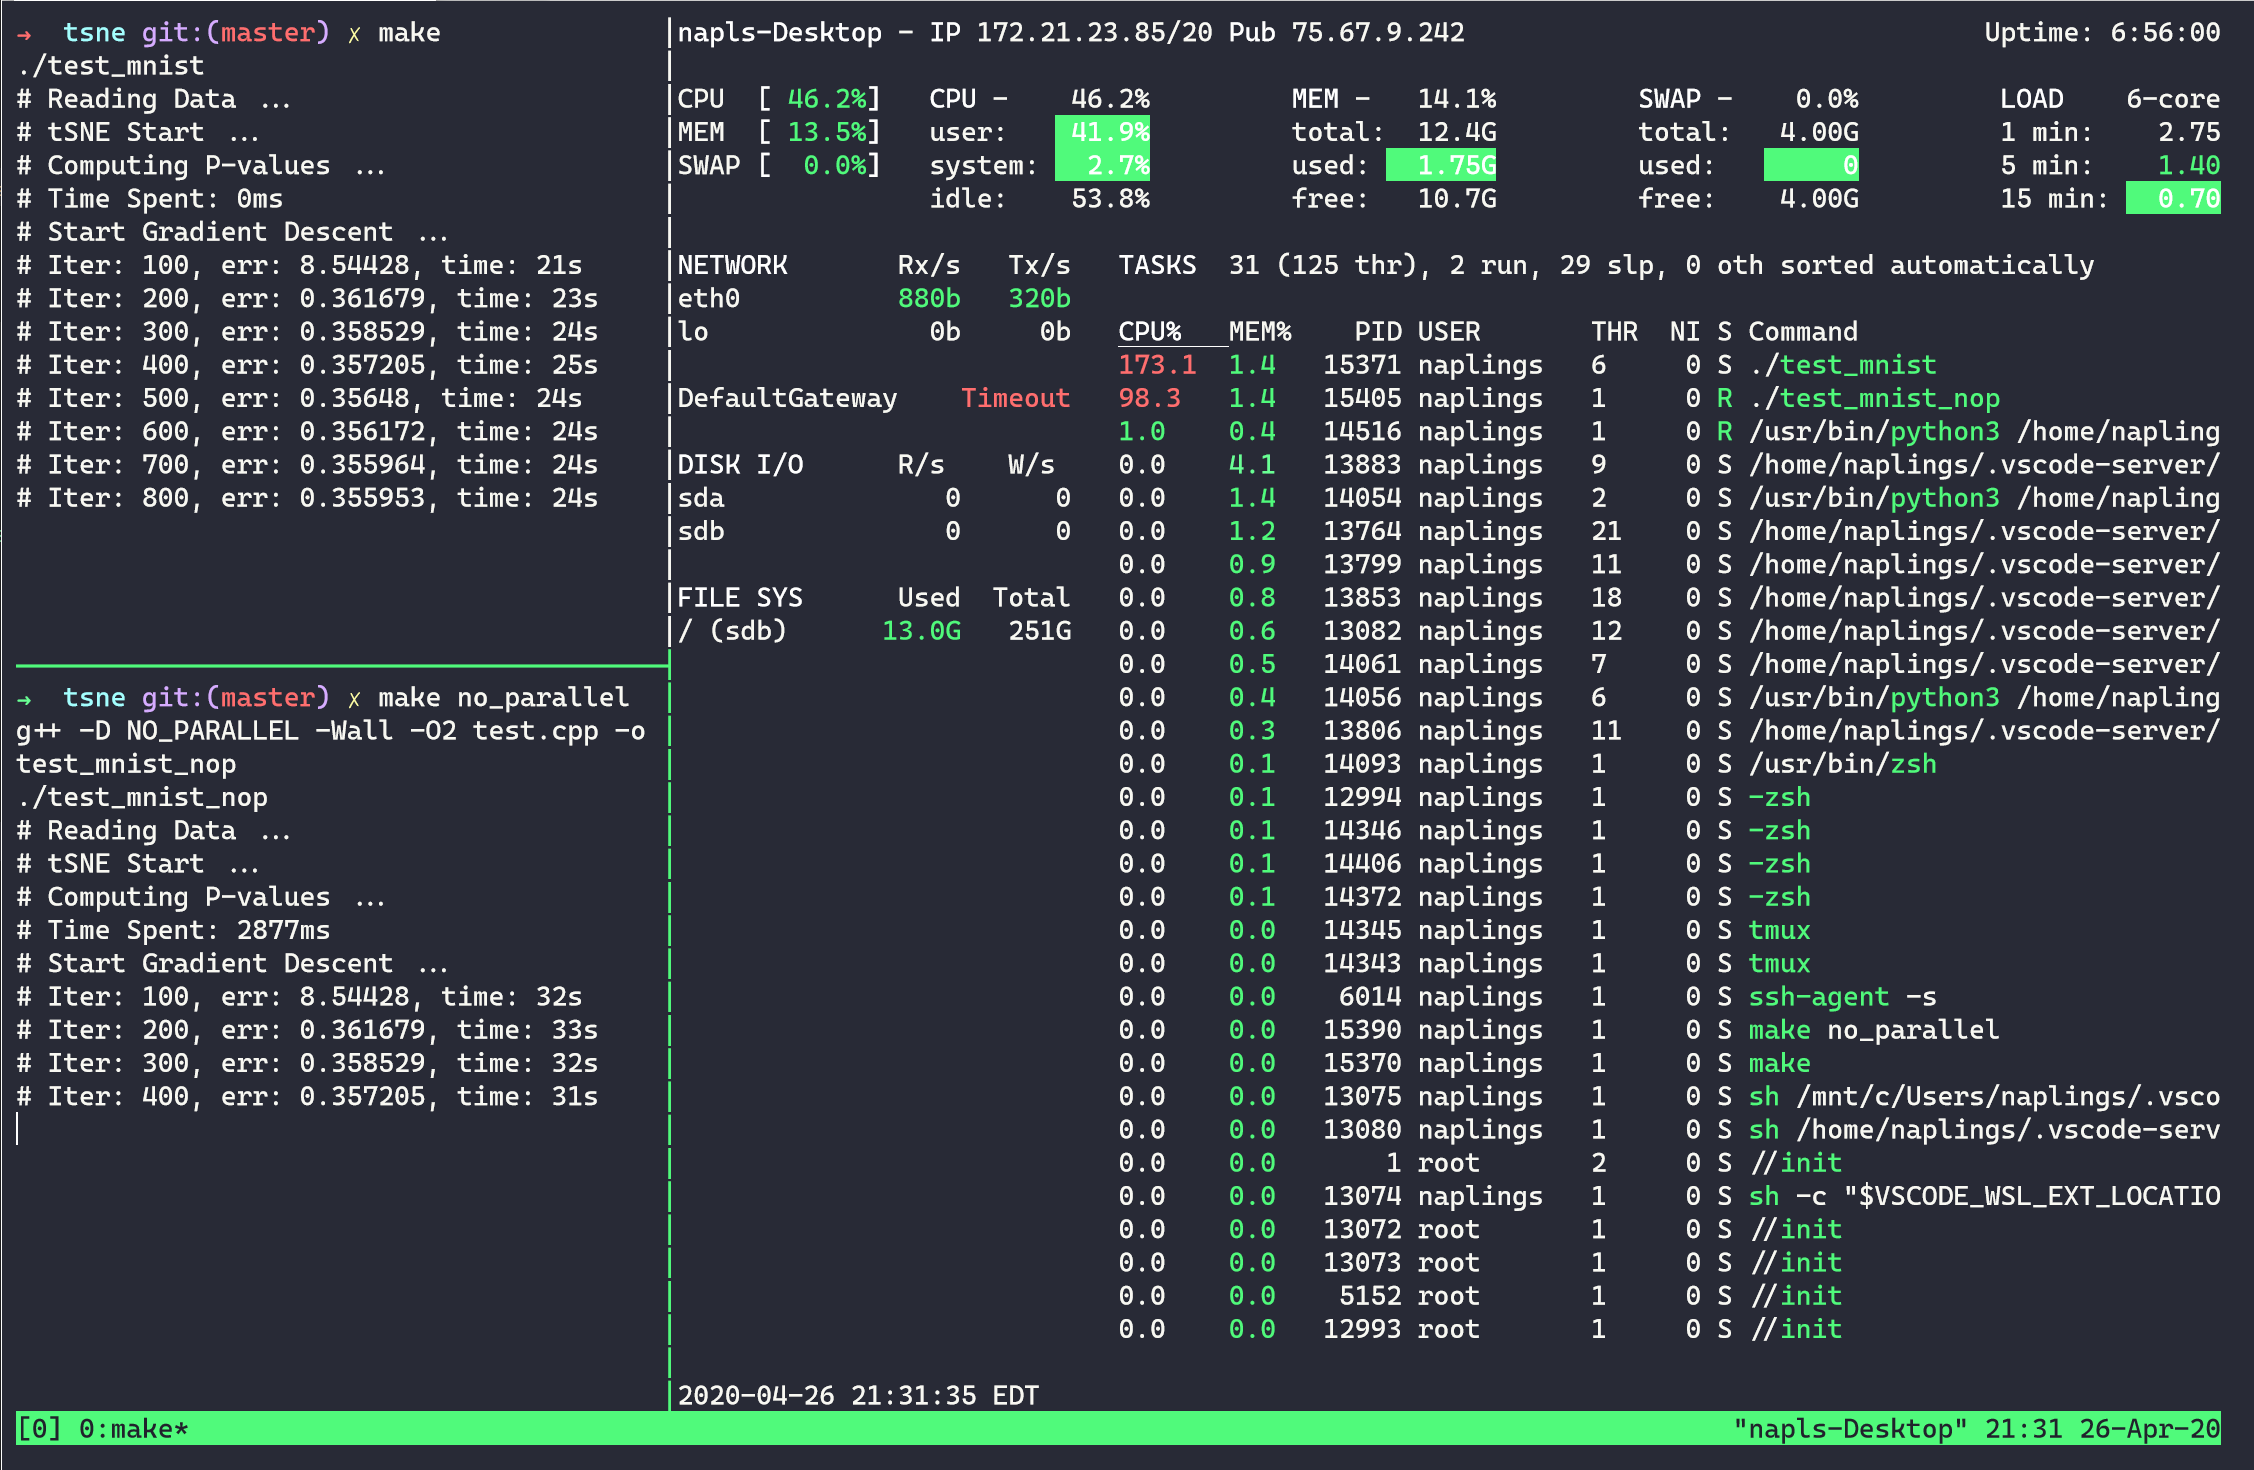 →  tsne git:(master) ✗ make
./test_mnist
# Reading Data ...
# tSNE Start ...
# Computing P-values ...
# Time Spent: 0ms
# Start Gradient Descent ...
# Iter: 100, err: 8.54428, time: 21s
# Iter: 200, err: 0.361679, time: 23s
# Iter: 300, err: 0.358529, time: 24s
# Iter: 400, err: 0.357205, time: 25s
# Iter: 500, err: 0.35648, time: 24s
# Iter: 600, err: 0.356172, time: 24s
# Iter: 700, err: 0.355964, time: 24s
# Iter: 800, err: 0.355953, time: 24s
→  tsne git:(master) ✗ make no_parallel
g++ -D NO_PARALLEL -Wall -O2 test.cpp -o
test_mnist_nop
./test_mnist_nop
# Reading Data ...
# tSNE Start ...
# Computing P-values ...
# Time Spent: 2877ms
# Start Gradient Descent ...
# Iter: 100, err: 8.54428, time: 32s
# Iter: 200, err: 0.361679, time: 33s
# Iter: 300, err: 0.358529, time: 32s
# Iter: 400, err: 0.357205, time: 31s
napls-Desktop - IP 172.21.23.85/20 Pub 75.67.9.242 Uptime: 6:56:00
CPU [ 46.2%] CPU - 46.2% MEM - 14.1% SWAP - 0.0% LOAD 6-core
MEM [ 13.5%] user: 41.9% total: 12.4G total: 4.00G 1 min: 2.75
SWAP [ 0.0%] system: 2.7% used: 1.75G used: 0 5 min: 1.40
idle: 53.8% free: 10.7G free: 4.00G 15 min: 0.70
NETWORK Rx/s Tx/s
eth0 880b 320b
lo 0b 0b
DefaultGateway Timeout
DISK I/O R/s W/s
sda 0 0
sdb 0 0
FILE SYS Used Total
/ (sdb) 13.0G 251G
TASKS 31 (125 thr), 2 run, 29 slp, 0 oth sorted automatically
CPU% MEM% PID USER THR NI S Command
173.1 1.4 15371 naplings 6 0 S ./test_mnist
98.3 1.4 15405 naplings 1 0 R ./test_mnist_nop
1.0 0.4 14516 naplings 1 0 R /usr/bin/python3 /home/napling
0.0 4.1 13883 naplings 9 0 S /home/naplings/.vscode-server/
0.0 1.4 14054 naplings 2 0 S /usr/bin/python3 /home/napling
0.0 1.2 13764 naplings 21 0 S /home/naplings/.vscode-server/
0.0 0.9 13799 naplings 11 0 S /home/naplings/.vscode-server/
0.0 0.8 13853 naplings 18 0 S /home/naplings/.vscode-server/
0.0 0.6 13082 naplings 12 0 S /home/naplings/.vscode-server/
0.0 0.5 14061 naplings 7 0 S /home/naplings/.vscode-server/
0.0 0.4 14056 naplings 6 0 S /usr/bin/python3 /home/napling
0.0 0.3 13806 naplings 11 0 S /home/naplings/.vscode-server/
0.0 0.1 14093 naplings 1 0 S /usr/bin/zsh
0.0 0.1 12994 naplings 1 0 S -zsh
0.0 0.1 14346 naplings 1 0 S -zsh
0.0 0.1 14406 naplings 1 0 S -zsh
0.0 0.1 14372 naplings 1 0 S -zsh
0.0 0.0 14345 naplings 1 0 S tmux
0.0 0.0 14343 naplings 1 0 S tmux
0.0 0.0 6014 naplings 1 0 S ssh-agent -s
0.0 0.0 15390 naplings 1 0 S make no_parallel
0.0 0.0 15370 naplings 1 0 S make
0.0 0.0 13075 naplings 1 0 S sh /mnt/c/Users/naplings/.vsco
0.0 0.0 13080 naplings 1 0 S sh /home/naplings/.vscode-serv
0.0 0.0 1 root 2 0 S //init
0.0 0.0 13074 naplings 1 0 S sh -c "$VSCODE_WSL_EXT_LOCATIO
0.0 0.0 13072 root 1 0 S //init
0.0 0.0 13073 root 1 0 S //init
0.0 0.0 5152 root 1 0 S //init
0.0 0.0 12993 root 1 0 S //init
2020-04-26 21:31:35 EDT
[0] 0:make* "napls-Desktop" 21:31 26-Apr-20